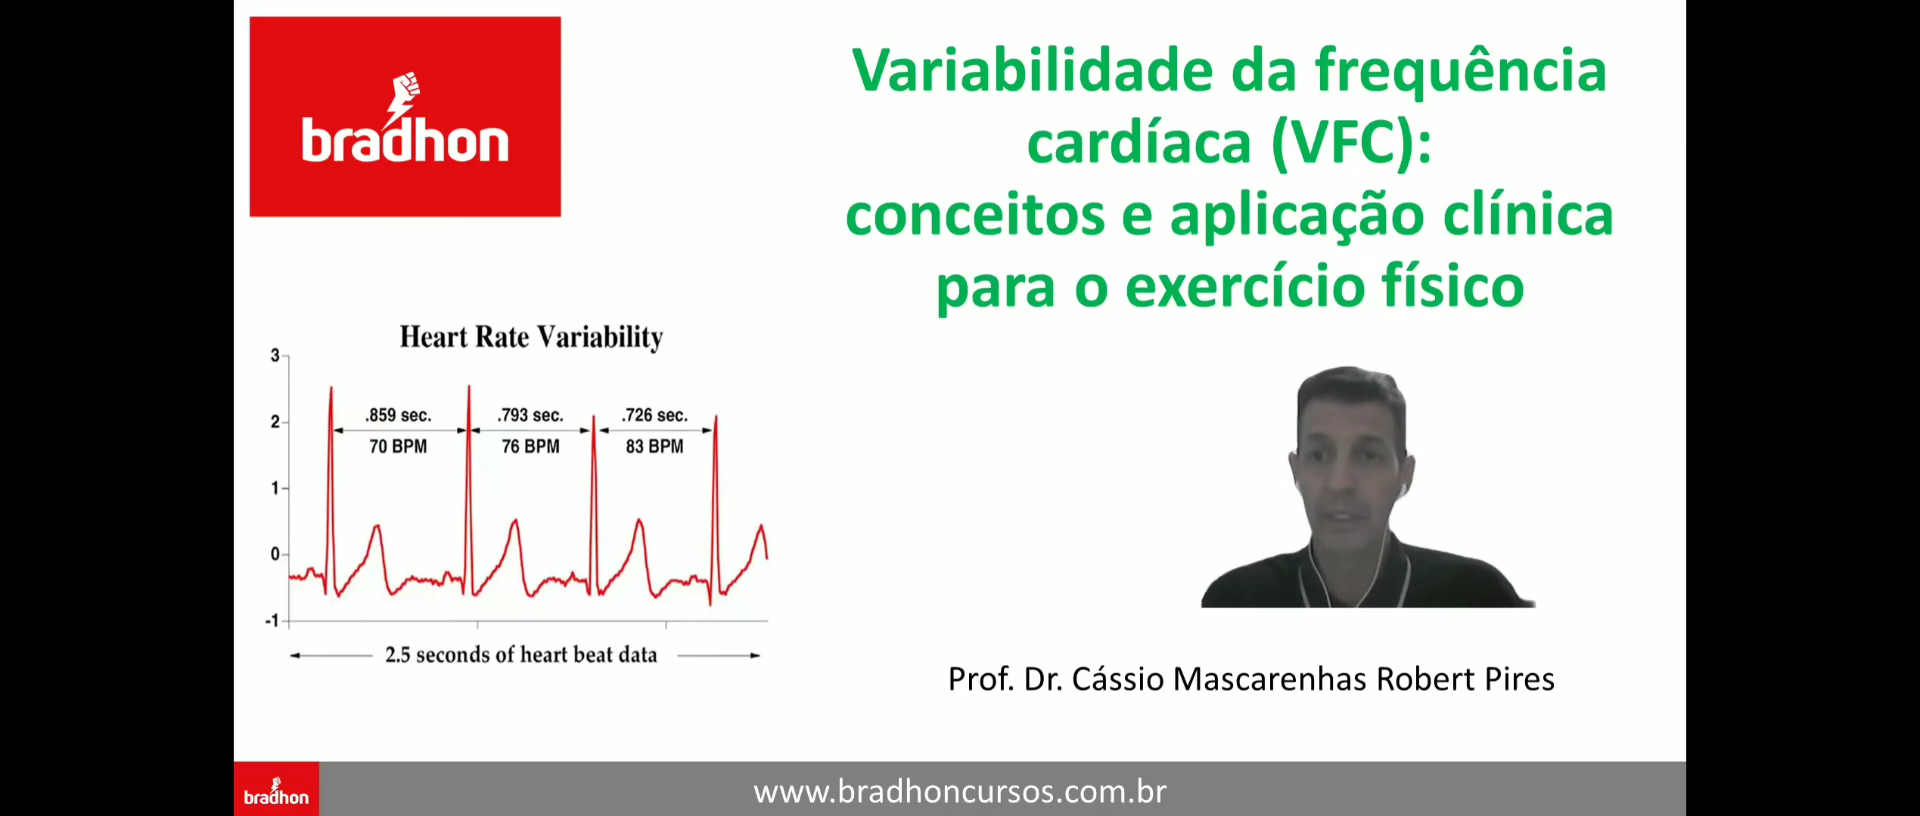 bradhon
Variabilidade da frequência
cardíaca (VFC):
conceitos e aplicação clínica
para o exercício físico
Heart Rate Variability
3
2
1
0
-1
.859 sec.
70 BPM
.793 sec.
76 BPM
.726 sec.
83 BPM
2.5 seconds of heart beat data
Prof. Dr. Cássio Mascarenhas Robert Pires
bradhon
www.bradhoncursos.com.br